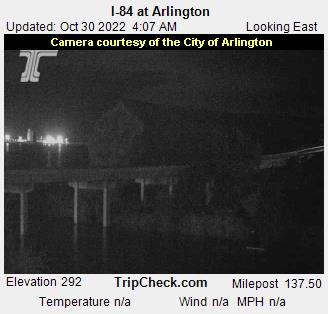 I-84 at Arlington
Updated: Oct 30 2022 4:07 AM Looking East
Camera courtesy of the City of Arlington
Elevation 292 TripCheck.com Milepost 137.50
Temperature n/a Wind n/a MPH n/a